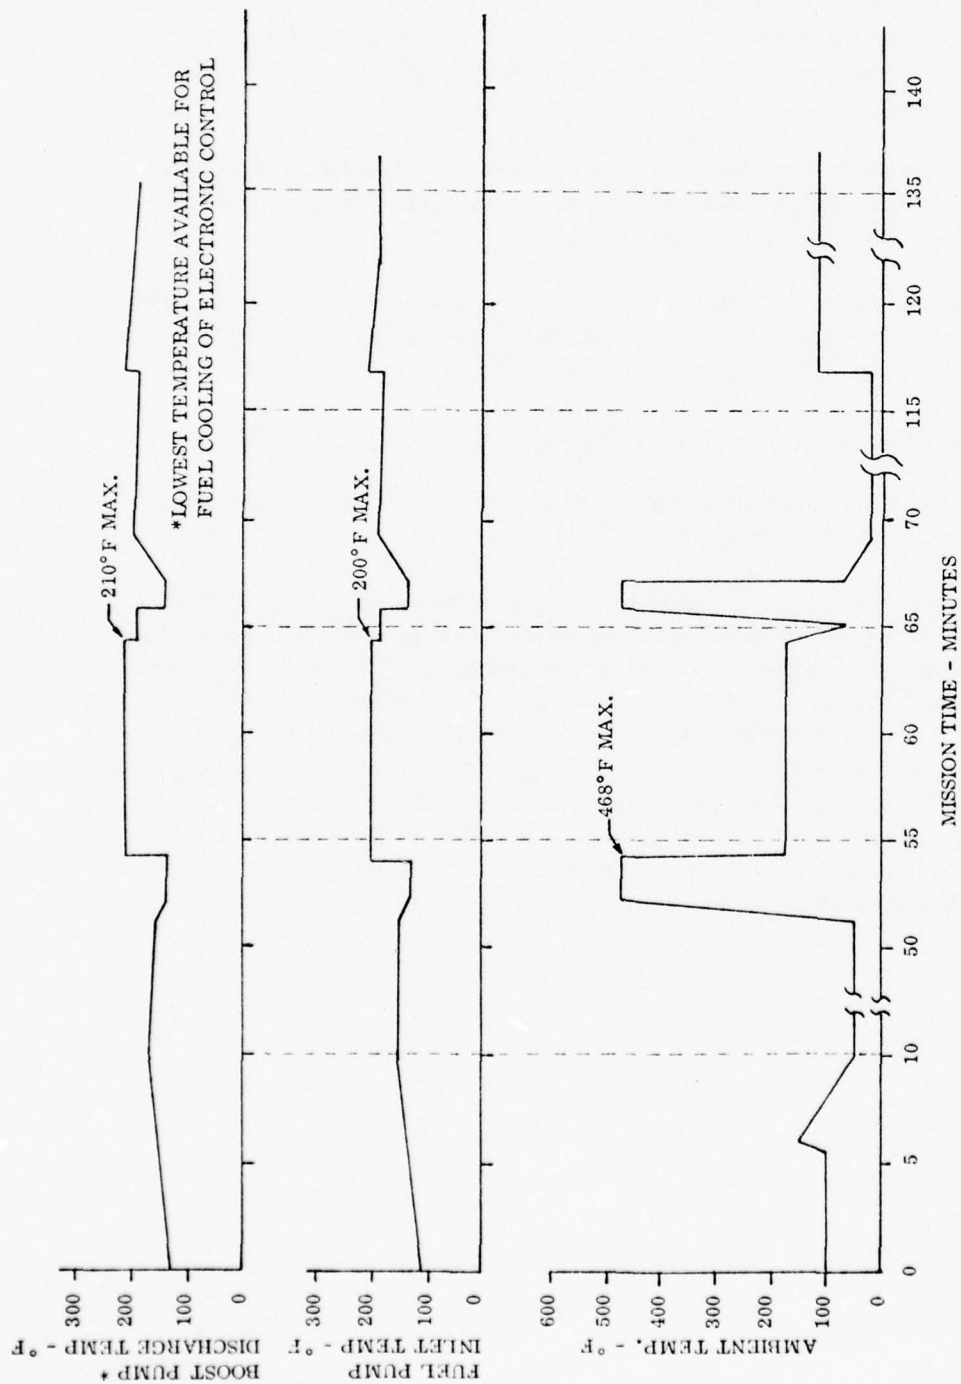 300
200
100
0
BOOST PUMP *
DISCHARGE TEMP - °F
210°F MAX.
*LOWEST TEMPERATURE AVAILABLE FOR
FUEL COOLING OF ELECTRONIC CONTROL
300
200
100
0
FUEL PUMP
INLET TEMP - °F
200°F MAX.
600
500
400
300
200
100
0
AMBIENT TEMP. - °F
468°F MAX.
0
5
10
50
55
60
65
70
115
120
135
140
MISSION TIME - MINUTES